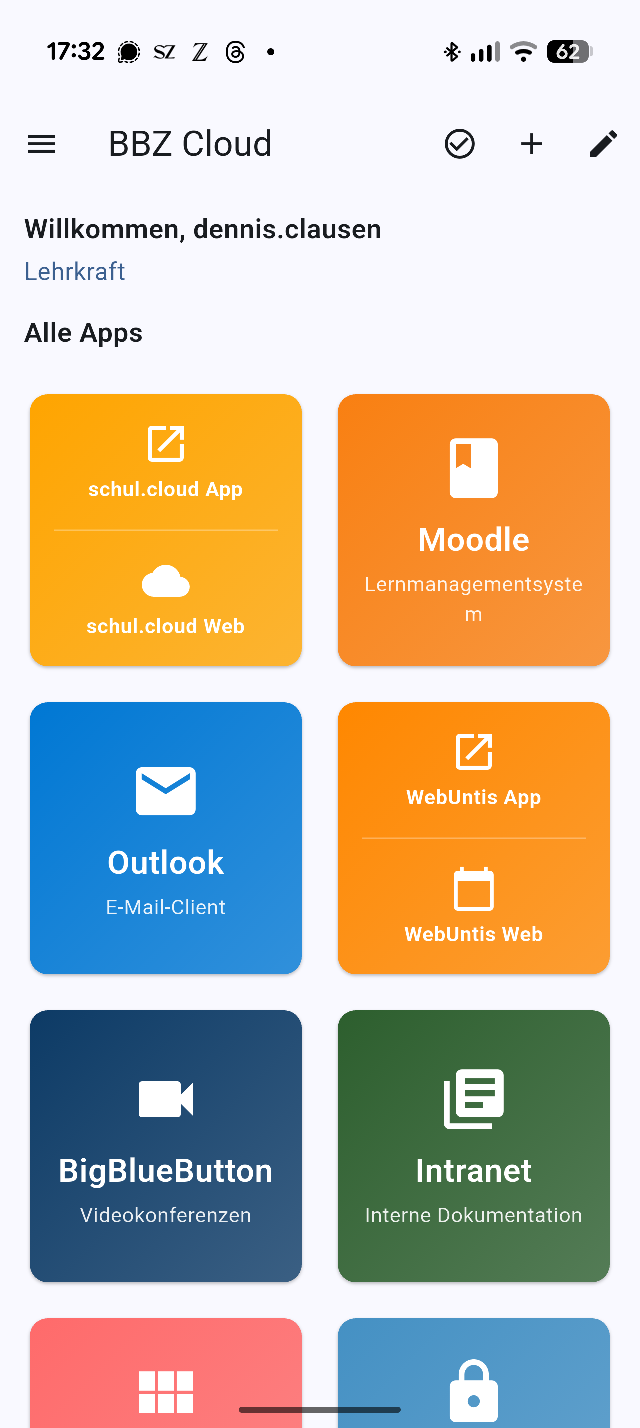 17:32
SZ
62
BBZ Cloud
Willkommen, dennis.clausen
Lehrkraft
Alle Apps
schul.cloud App
schul.cloud Web
Moodle
Lernmanagementsyste
m
Outlook
E-Mail-Client
WebUntis App
WebUntis Web
BigBlueButton
Videokonferenzen
Intranet
Interne Dokumentation